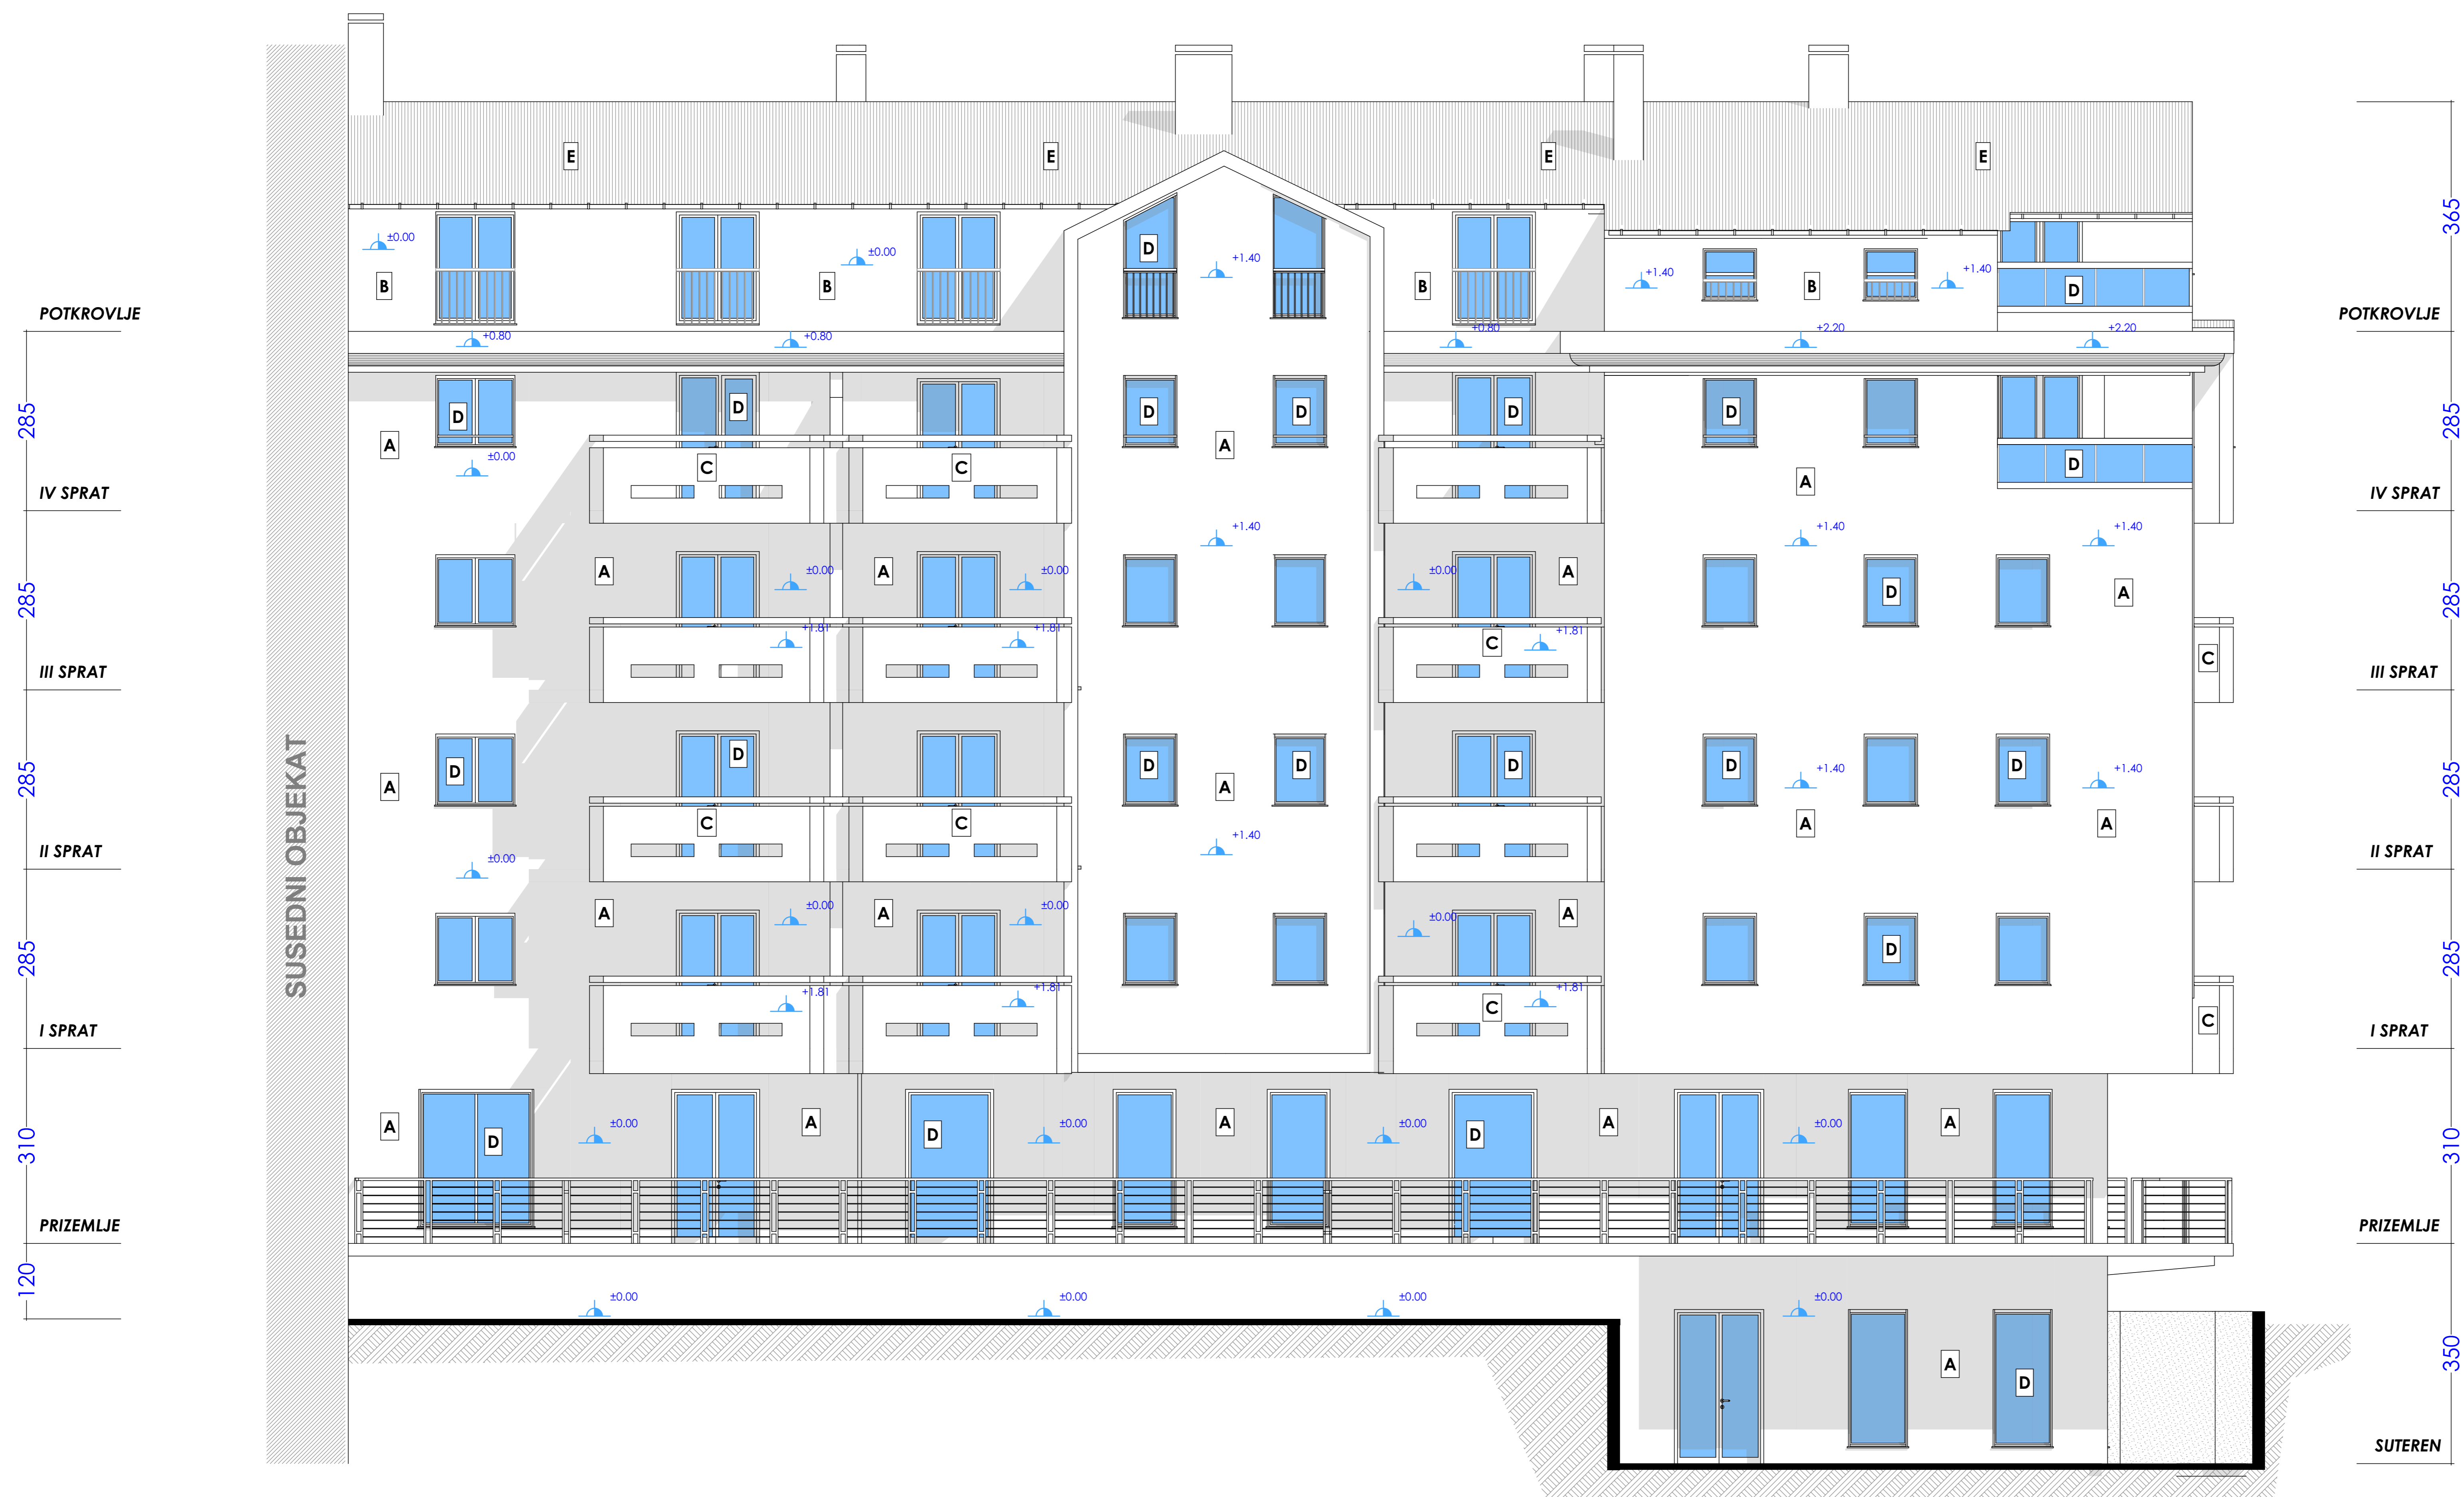 E E E E
365
±0.00
±0.00
D
+1.40
+1.40
+1.40
B B B B D
POTKROVLJE POTKROVLJE
+0.80 +0.80 +0.80 +2.20 +2.20
285 D D D D D D 285
A A
±0.00 C C D
A
IV SPRAT IV SPRAT
+1.40 +1.40 +1.40
285 A ±0.00 A ±0.00 ±0.00 A D A 285
+1.81 +1.81 C +1.81 C
III SPRAT III SPRAT
285 D D D D D D D 285
A A +1.40 +1.40
C C A A
+1.40
SUSEDNI OBJEKAT
II SPRAT II SPRAT
±0.00
A ±0.00 A ±0.00 ±0.00 A
285 D 285
+1.81 +1.81 C +1.81 C
I SPRAT I SPRAT
310 A D ±0.00 A D ±0.00 A ±0.00 D A ±0.00 A 310
PRIZEMLJE PRIZEMLJE
120 ±0.00 ±0.00 ±0.00 ±0.00
350
A
D
SUTEREN